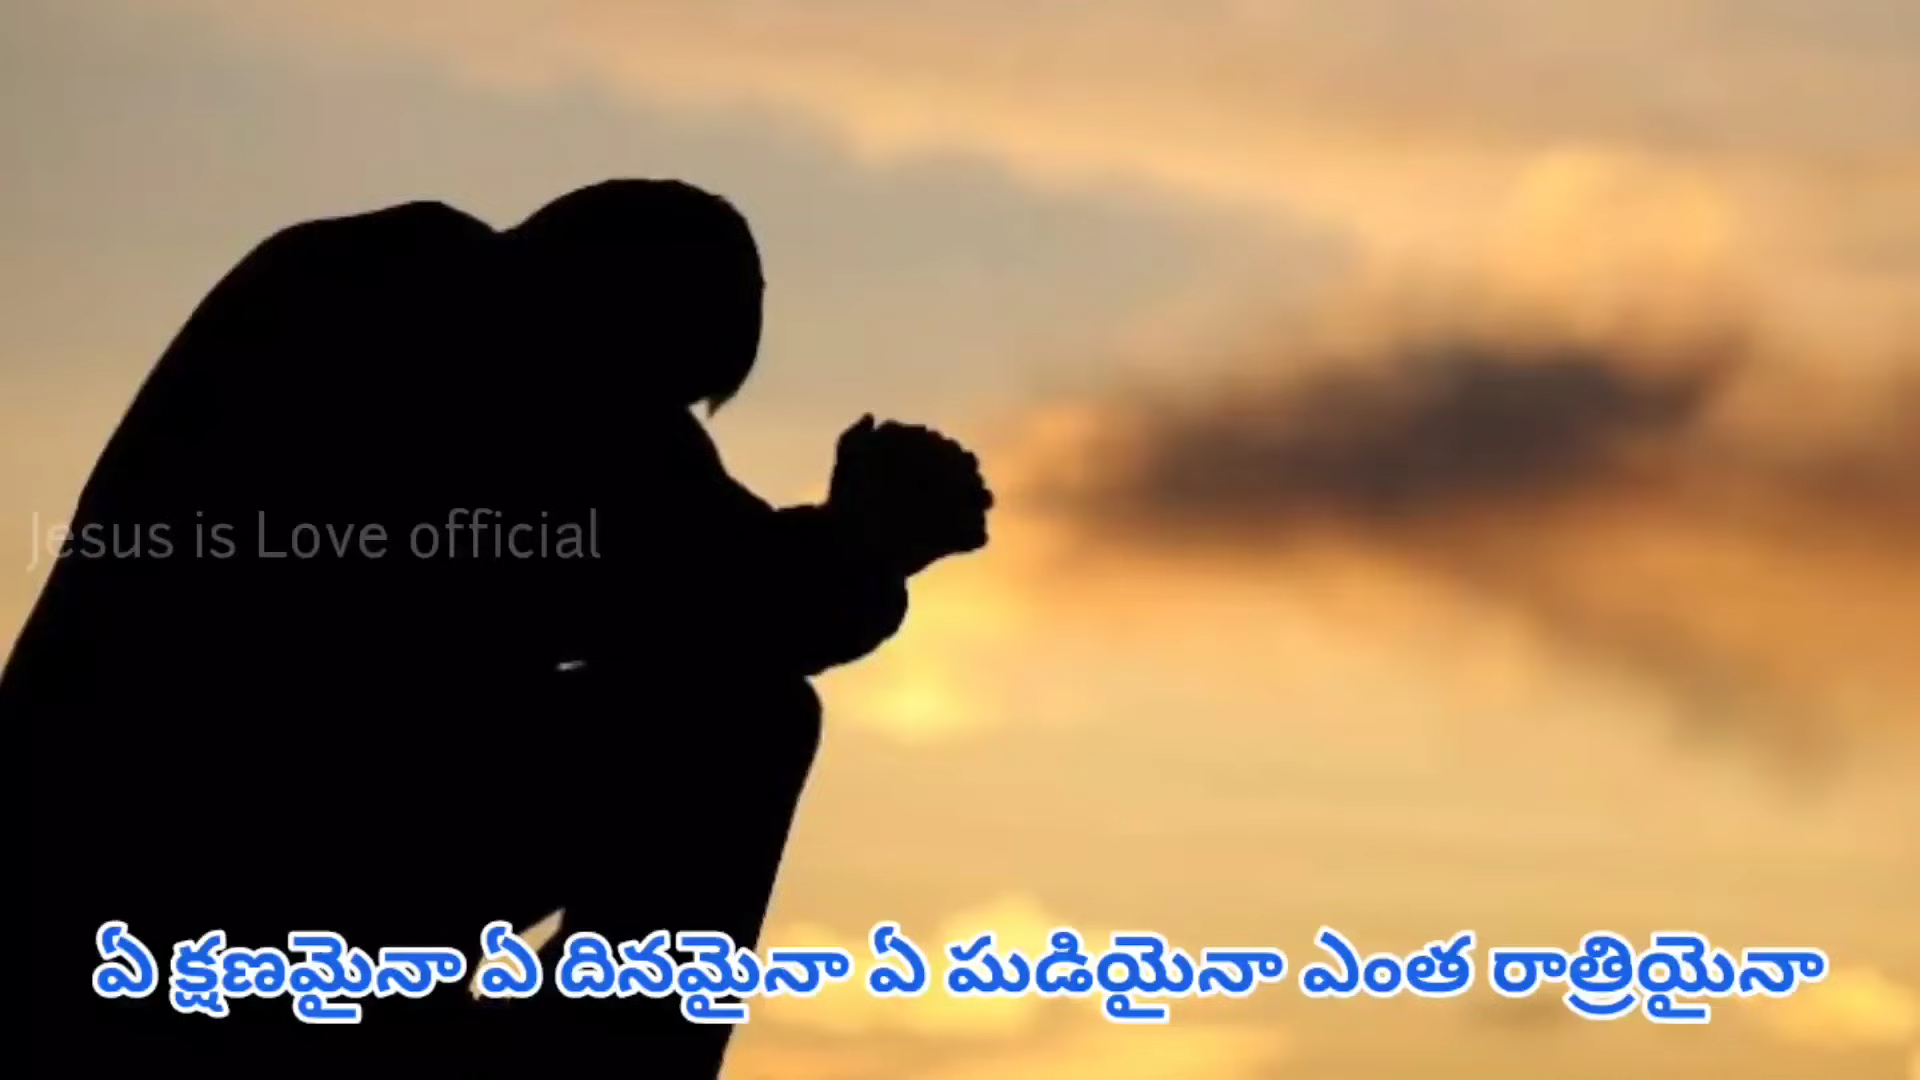 Jesus is Love official
ఏ క్షణమైనా ఏ దినమైనా ఏ ఘడియైనా ఎంత రాత్రియైనా